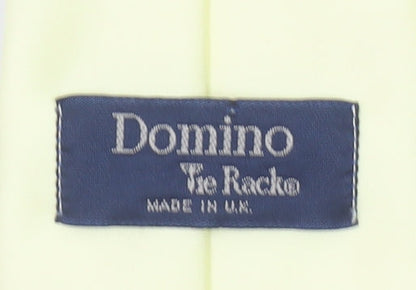 Domino
Tie Rack®
MADE IN U.K.